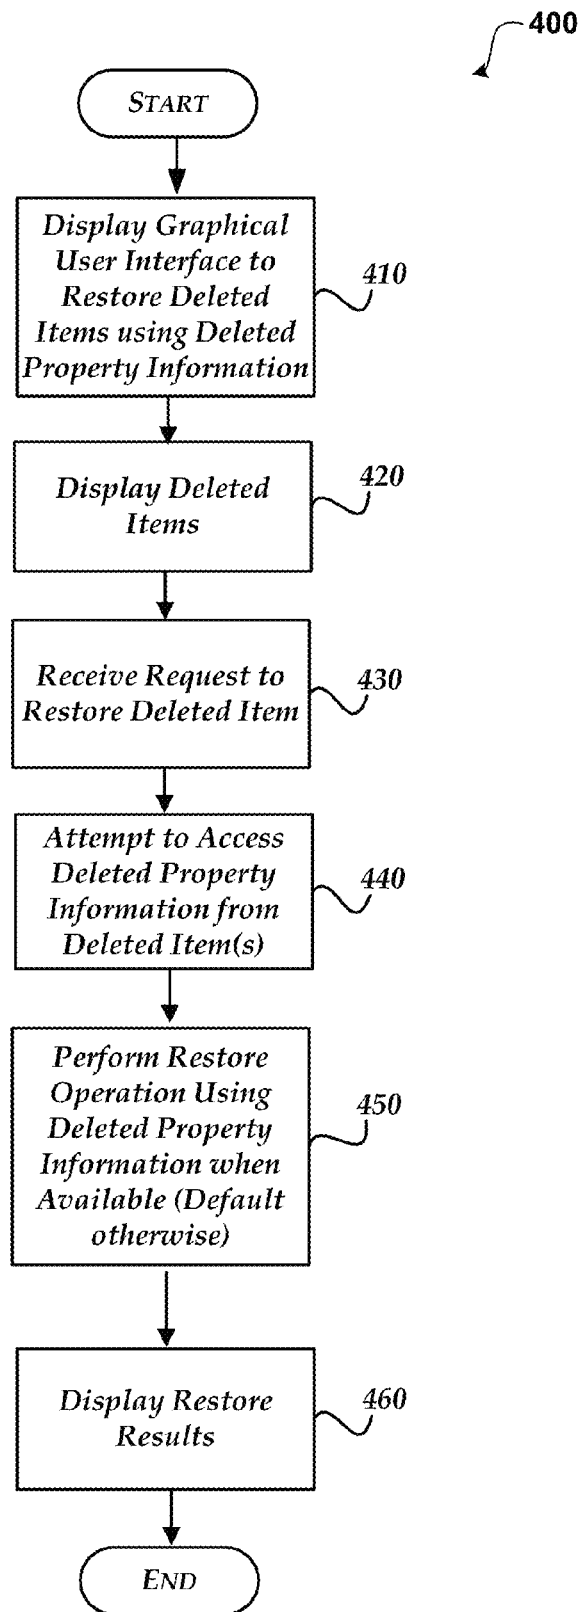 400
START
Display Graphical
User Interface to
Restore Deleted
Items using Deleted
Property Information
410
Display Deleted
Items
420
Receive Request to
Restore Deleted Item
430
Attempt to Access
Deleted Property
Information from
Deleted Item(s)
440
Perform Restore
Operation Using
Deleted Property
Information when
Available (Default
otherwise)
450
Display Restore
Results
460
END